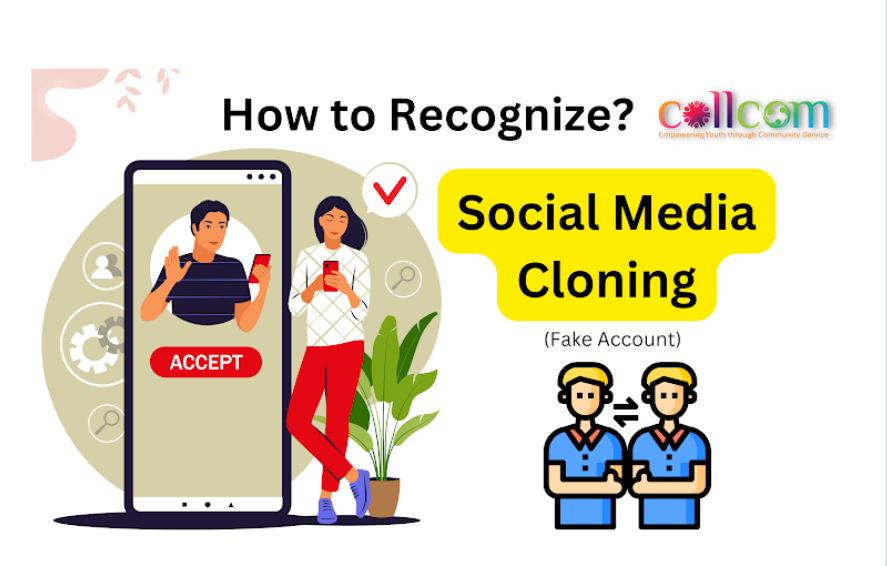 How to Recognize?
collcom
Empowering Youth through Community Service
Social Media
Cloning
(Fake Account)
ACCEPT